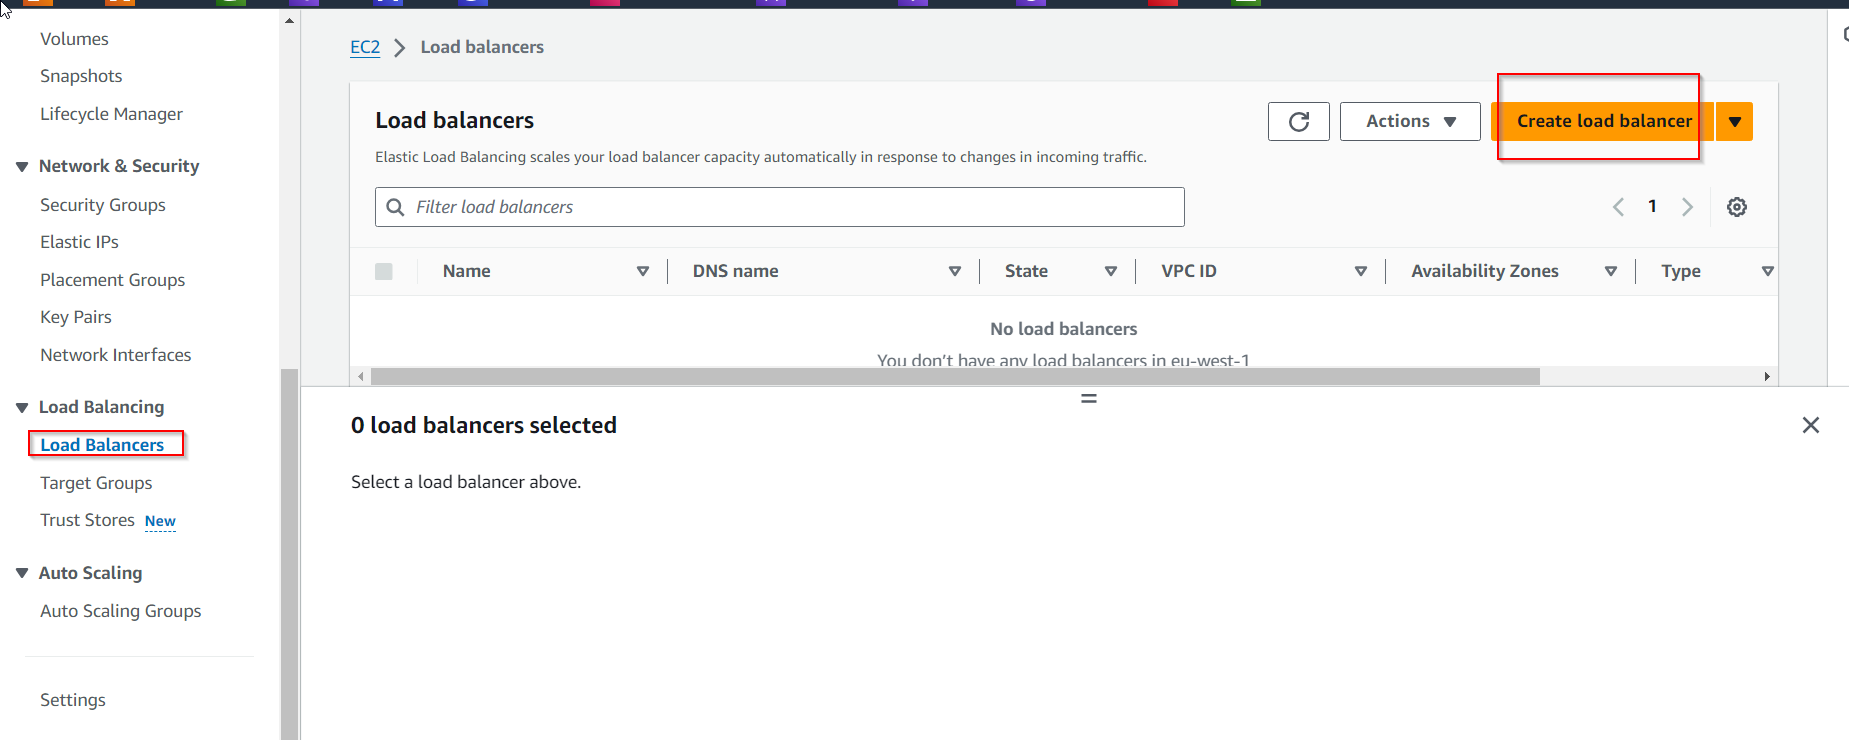 Volumes
Snapshots
Lifecycle Manager
Network & Security
Security Groups
Elastic IPs
Placement Groups
Key Pairs
Network Interfaces
Load Balancing
Load Balancers
Target Groups
Trust Stores New
Auto Scaling
Auto Scaling Groups
Settings
EC2 Load balancers
Load balancers
Actions
Create load balancer
Elastic Load Balancing scales your load balancer capacity automatically in response to changes in incoming traffic.
Filter load balancers
1
Name DNS name State VPC ID Availability Zones Type
No load balancers
You don't have any load balancers in eu-west-1
0 load balancers selected
Select a load balancer above.